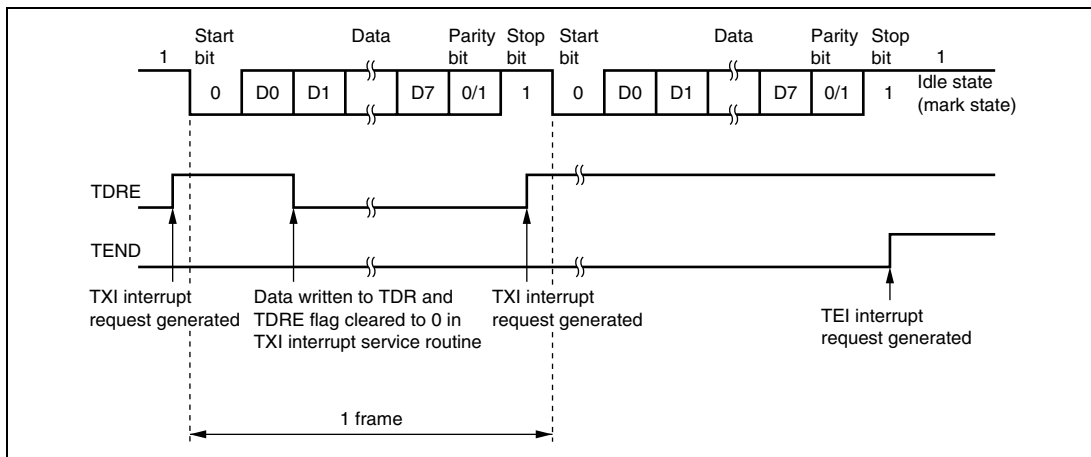 Start bit Data Parity bit Stop bit Start bit Data Parity bit Stop bit
1 1
0 D0 D1 D7 0/1 1 0 D0 D1 D7 0/1 1 Idle state (mark state)
TDRE
TEND
TXI interrupt request generated
Data written to TDR and TDRE flag cleared to 0 in TXI interrupt service routine
TXI interrupt request generated
TEI interrupt request generated
1 frame